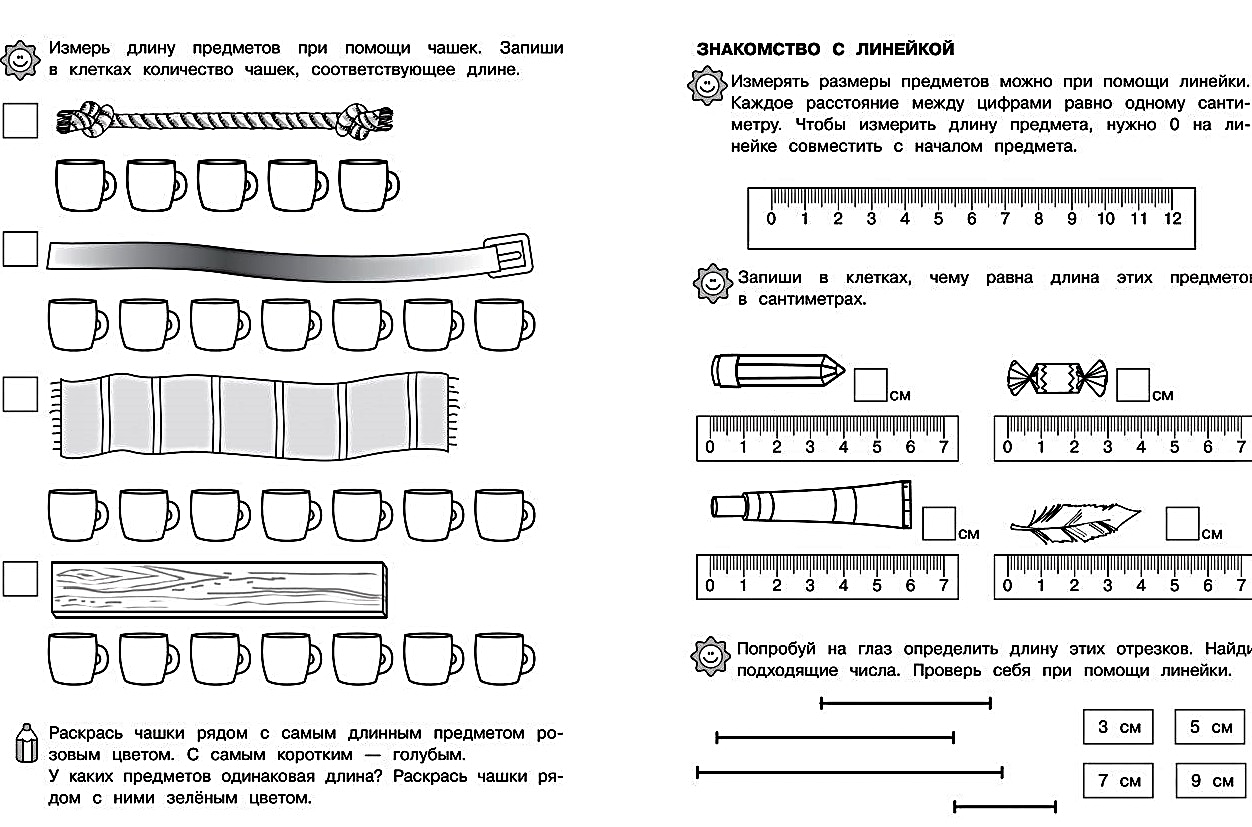 Измерь длину предметов при помощи чашек. Запиши
в клетках количество чашек, соответствующее длине.
Раскрась чашки рядом с самым длинным предметом ро-
зовым цветом. С самым коротким — голубым.
У каких предметов одинаковая длина? Раскрась чашки ря-
дом с ними зелёным цветом.
ЗНАКОМСТВО С ЛИНЕЙКОЙ
Измерять размеры предметов можно при помощи линейки.
Каждое расстояние между цифрами равно одному санти-
метру. Чтобы измерить длину предмета, нужно 0 на ли-
нейке совместить с началом предмета.
0 1 2 3 4 5 6 7 8 9 10 11 12
Запиши в клетках, чему равна длина этих предметов
в сантиметрах.
см
см
0 1 2 3 4 5 6 7
0 1 2 3 4 5 6 7
см
см
0 1 2 3 4 5 6 7
0 1 2 3 4 5 6 7
Попробуй на глаз определить длину этих отрезков. Найди
подходящие числа. Проверь себя при помощи линейки.
3 см
5 см
7 см
9 см